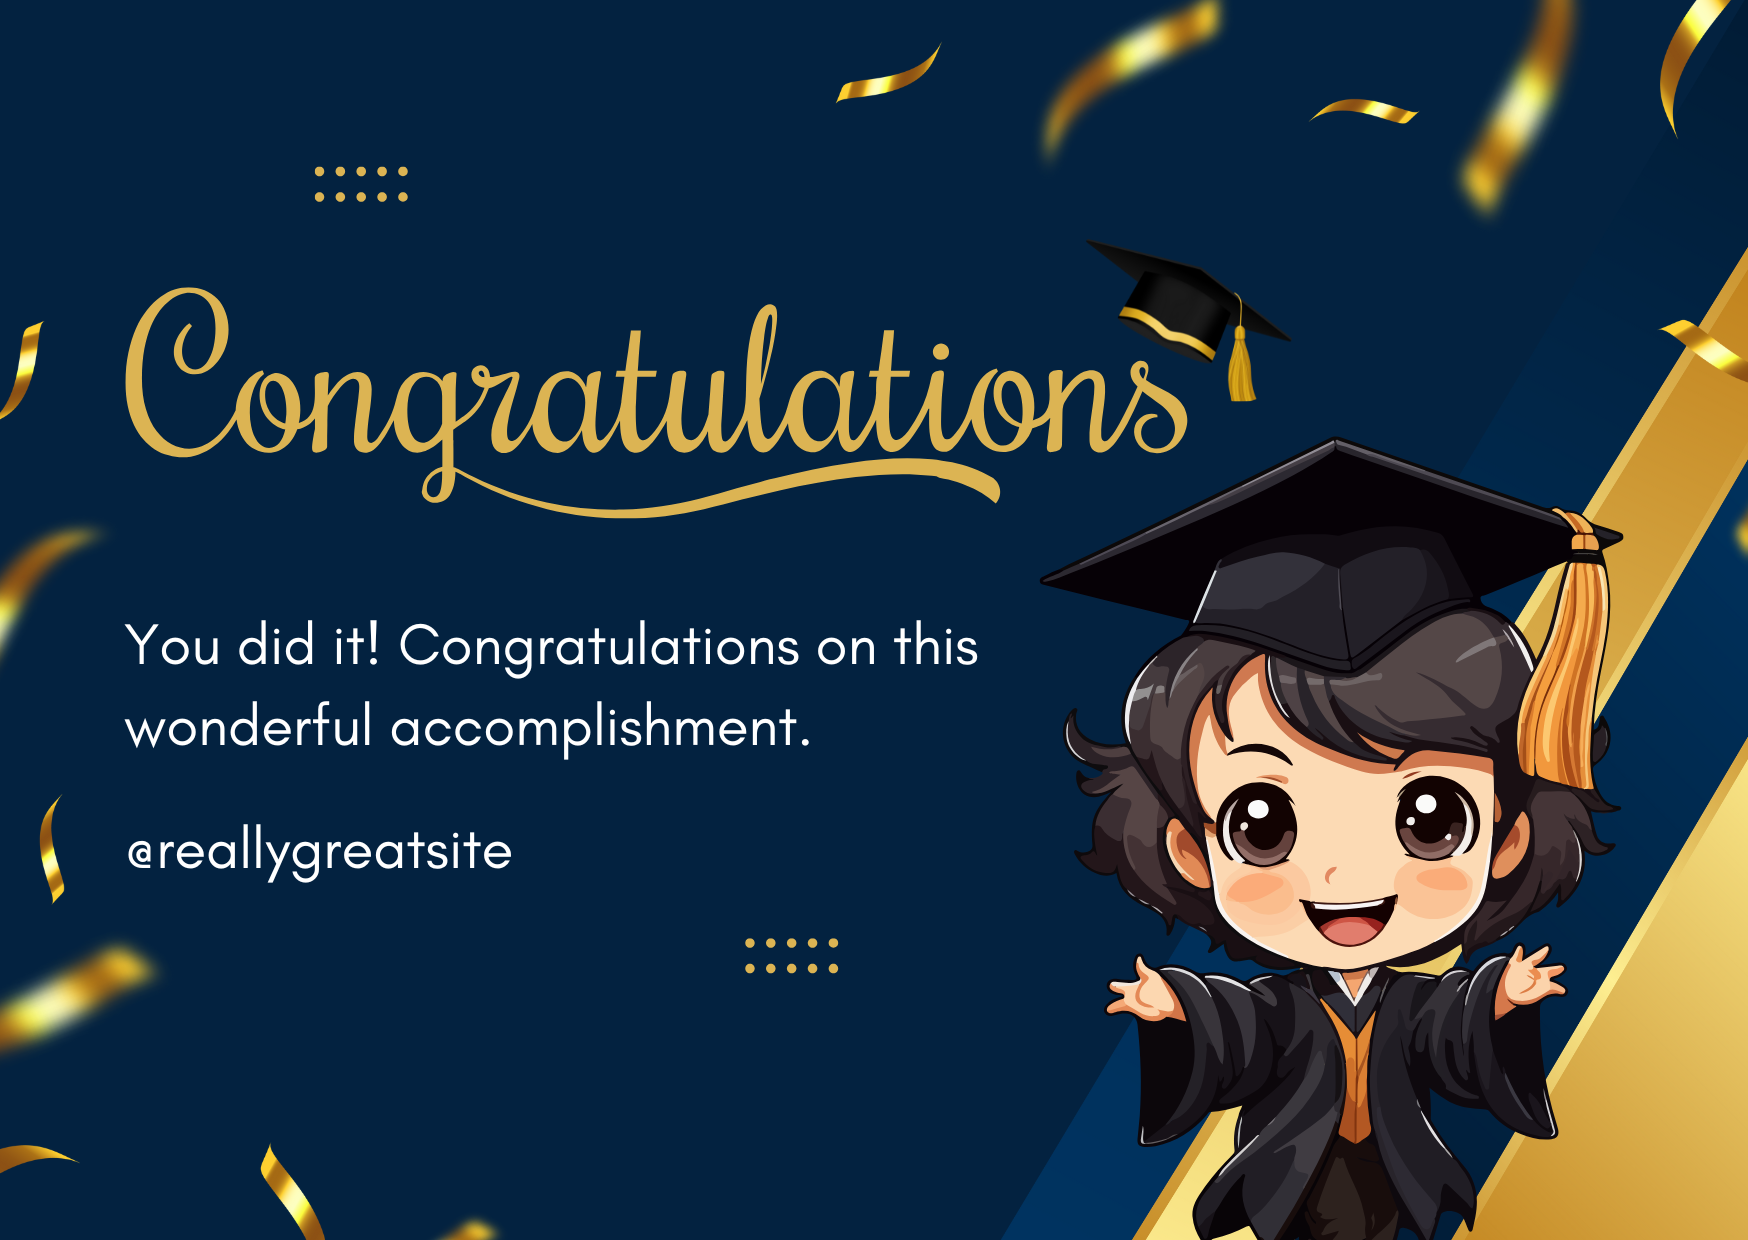 Congratulations
You did it! Congratulations on this
wonderful accomplishment.
@reallygreatsite